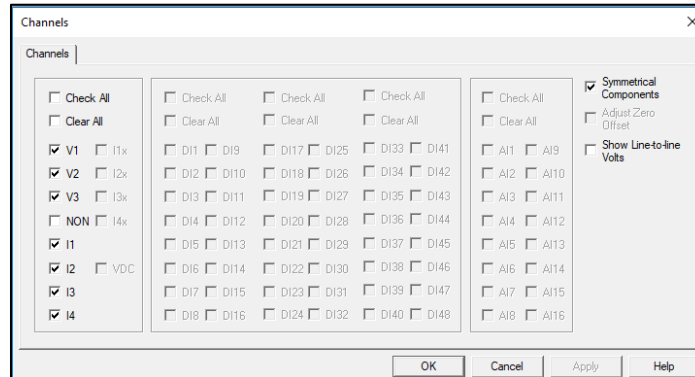 Channels
Channels
Check All Check All Check All Check All Check All Symmetrical Components
Clear All Clear All Clear All Clear All Clear All Adjust Zero Offset
V1 I1x DI1 DI9 DI17 DI25 DI33 DI41 AI1 AI9 Show Line-to-line Volts
V2 I2x DI2 DI10 DI18 DI26 DI34 DI42 AI2 AI10
V3 I3x DI3 DI11 DI19 DI27 DI35 DI43 AI3 AI11
NON I4x DI4 DI12 DI20 DI28 DI36 DI44 AI4 AI12
I1 DI5 DI13 DI21 DI29 DI37 DI45 AI5 AI13
I2 VDC DI6 DI14 DI22 DI30 DI38 DI46 AI6 AI14
I3 DI7 DI15 DI23 DI31 DI39 DI47 AI7 AI15
I4 DI8 DI16 DI24 DI32 DI40 DI48 AI8 AI16
OK Cancel Apply Help